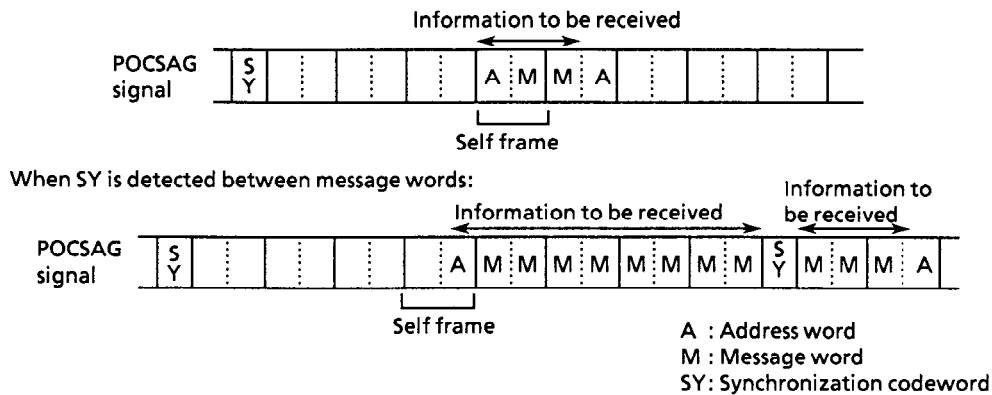 Information to be received
POCSAG
signal
S
Y
A M M A
Self frame
When SY is detected between message words:
Information to be received
Information to
be received
POCSAG
signal
S
Y
A M M M M M M M M
S
Y
M M M A
Self frame
A : Address word
M : Message word
SY: Synchronization codeword